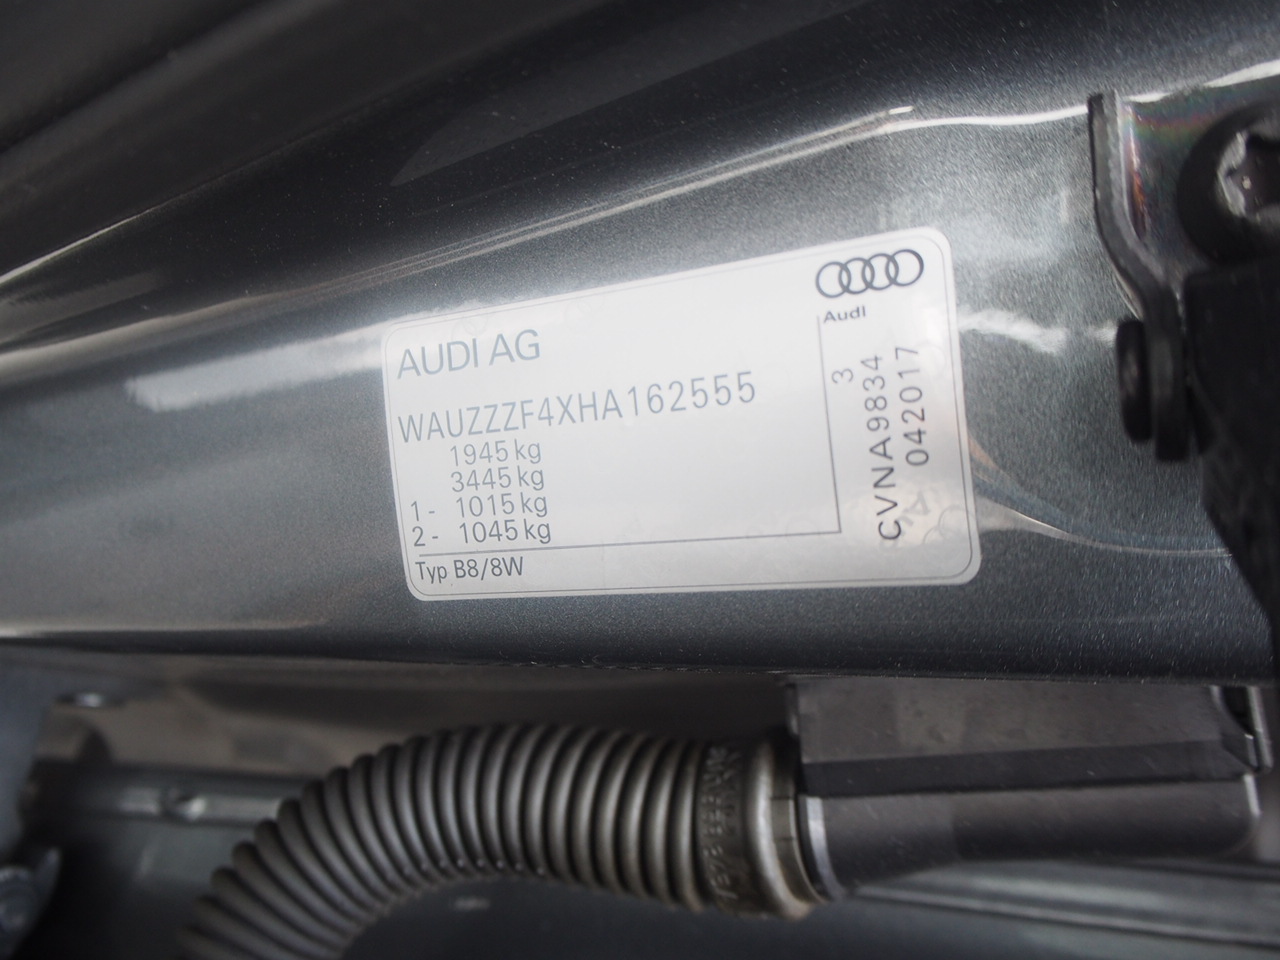 AUDI AG
Audi
WAUZZZF4XHA162555
1945 kg
3445 kg
1 - 1015 kg
2 - 1045 kg
Typ B8/8W
3
CVNA9834
042017